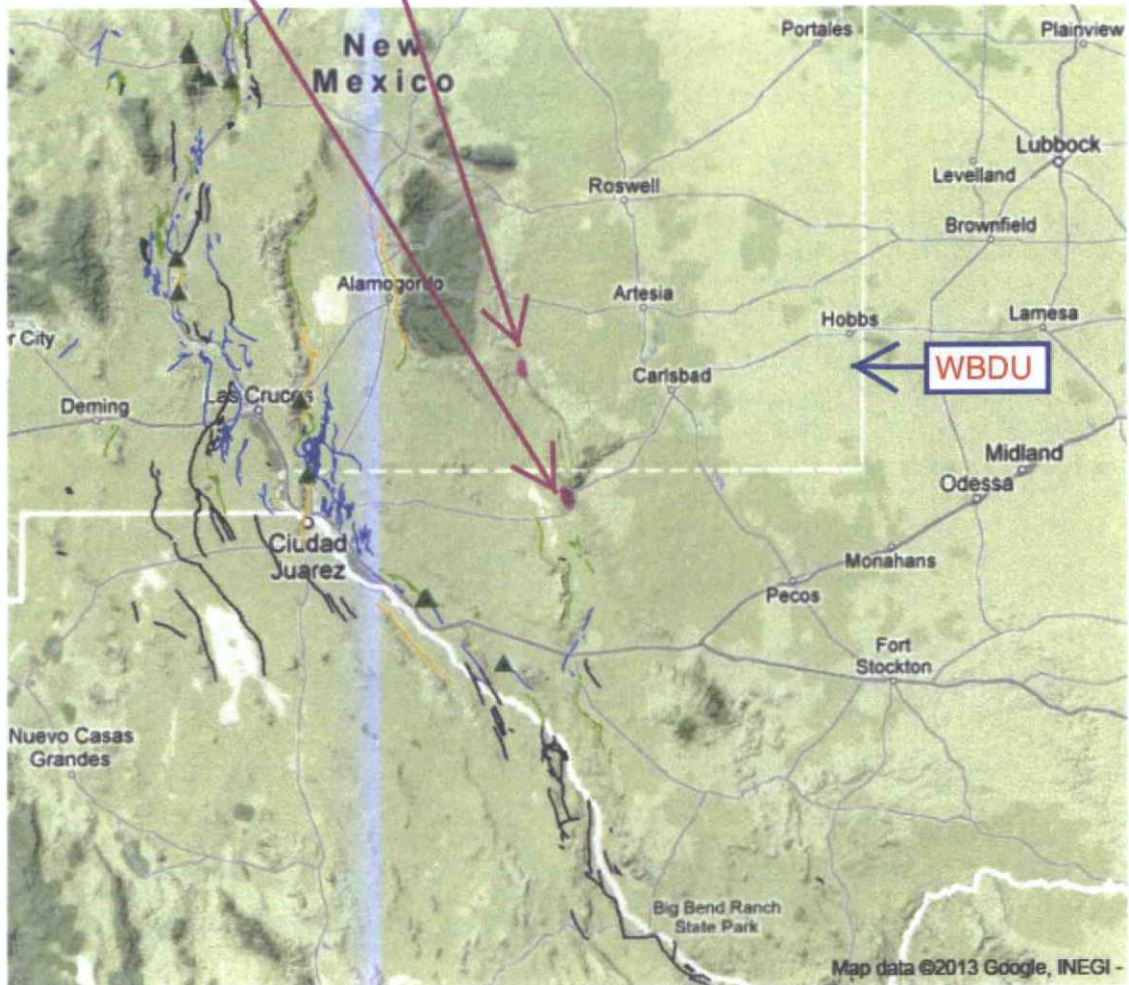 Portales
Plainview
New
Mexico
Lubbock
Levelland
Roswell
Brownfield
Alamogordo
Artesia
Hobbs
Lamesa
r City
WBDU
Carlsbad
Deming
Las Cruces
Midland
Odessa
Ciudad
Juarez
Monahans
Pecos
Fort
Stockton
Nuevo Casas
Grandes
Big Bend Ranch
State Park
Map data ©2013 Google, INEGI -